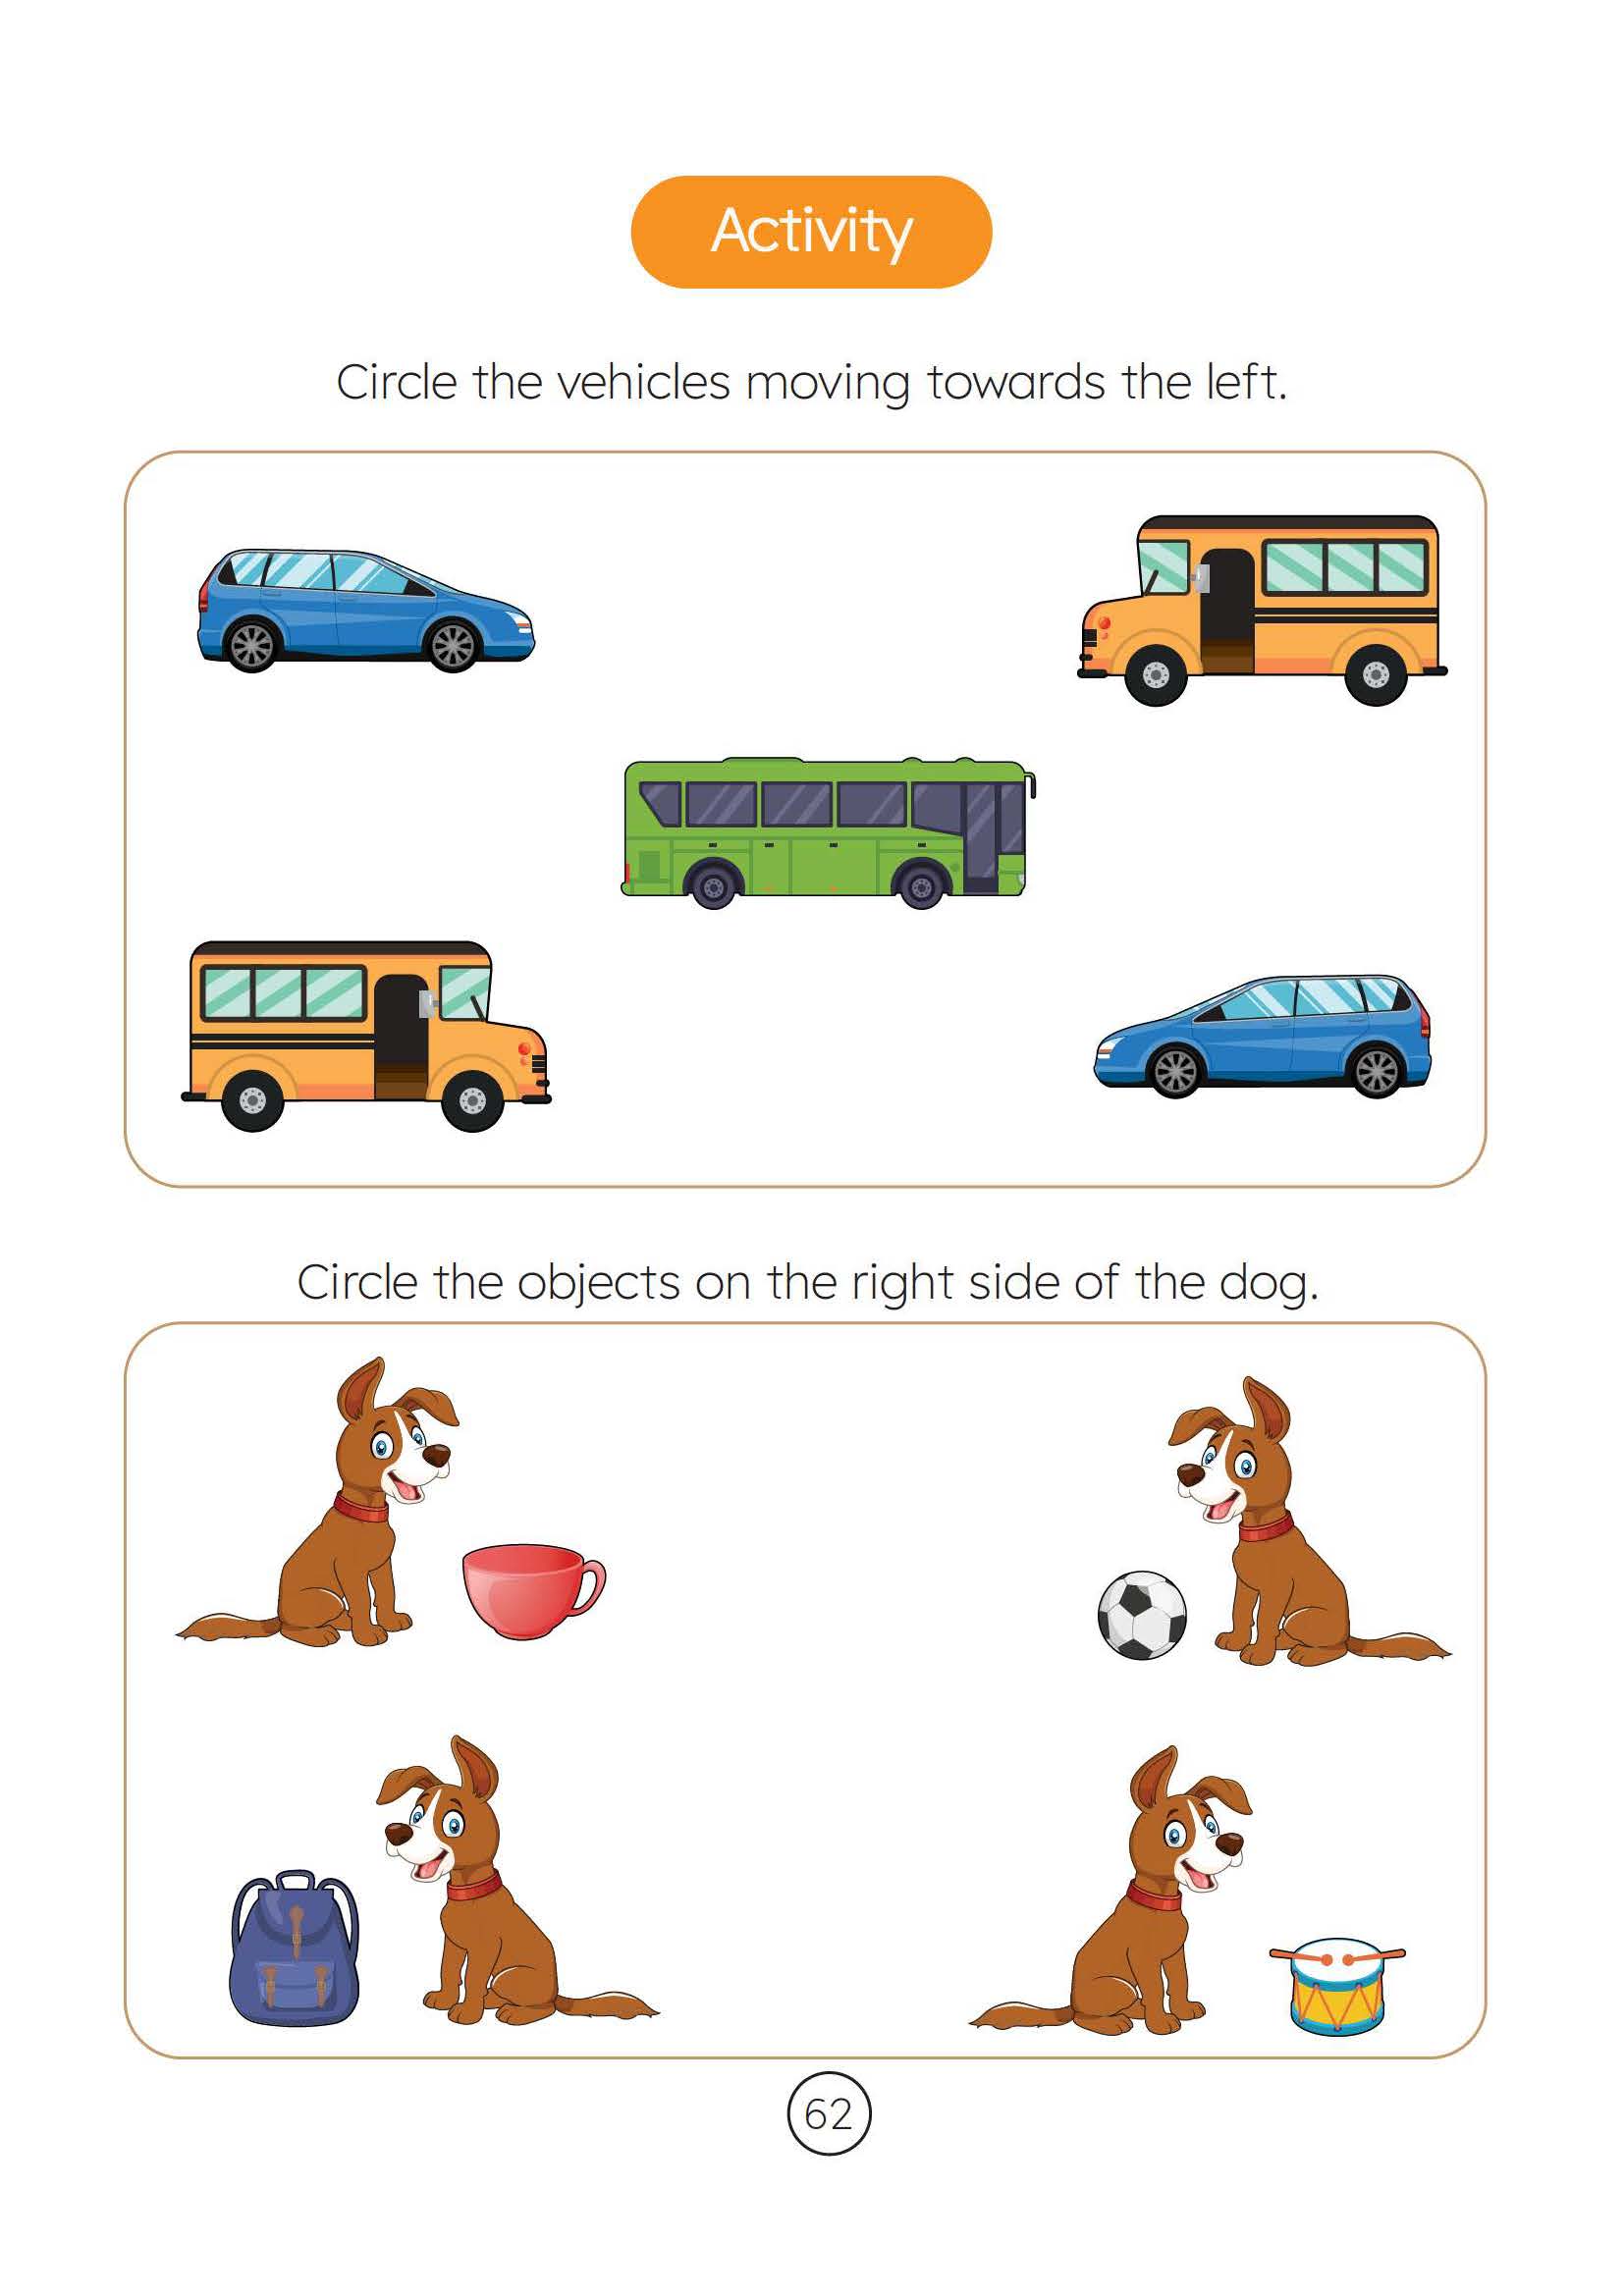 Activity
Circle the vehicles moving towards the left.
Circle the objects on the right side of the dog.
62